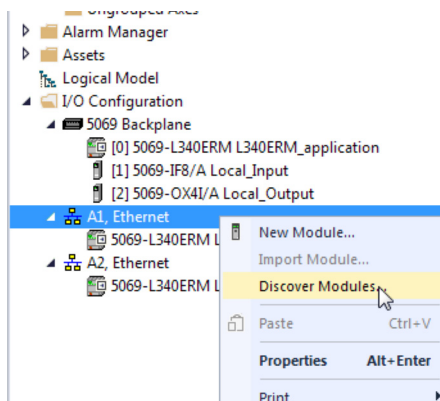 Ungrouped Axes
Alarm Manager
Assets
Logical Model
I/O Configuration
5069 Backplane
[0] 5069-L340ERM L340ERM_application
[1] 5069-IF8/A Local_Input
[2] 5069-OX4I/A Local_Output
A1, Ethernet
5069-L340ERM L
A2, Ethernet
5069-L340ERM L
New Module...
Import Module...
Discover Modules...
Paste Ctrl+V
Properties Alt+Enter
Print